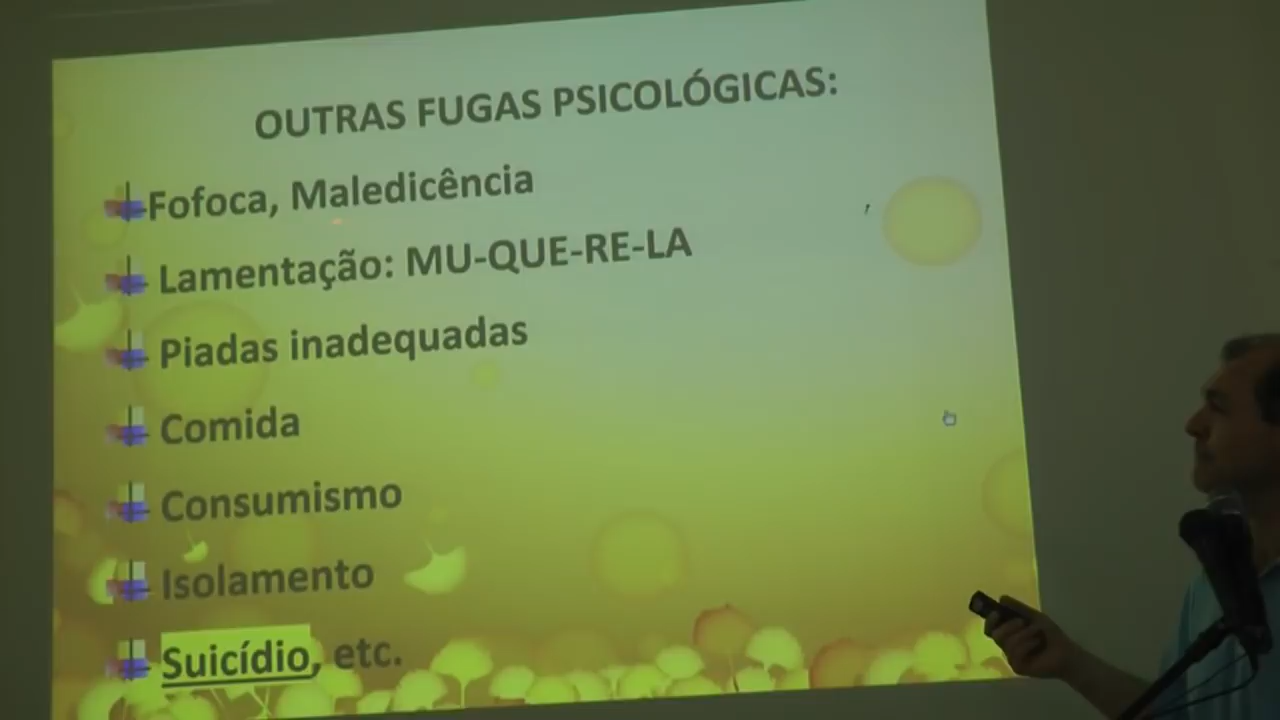 OUTRAS FUGAS PSICOLÓGICAS:
Fofoca, Maledicência
Lamentação: MU-QUE-RE-LA
Piadas inadequadas
Comida
Consumismo
Isolamento
Suicídio, etc.